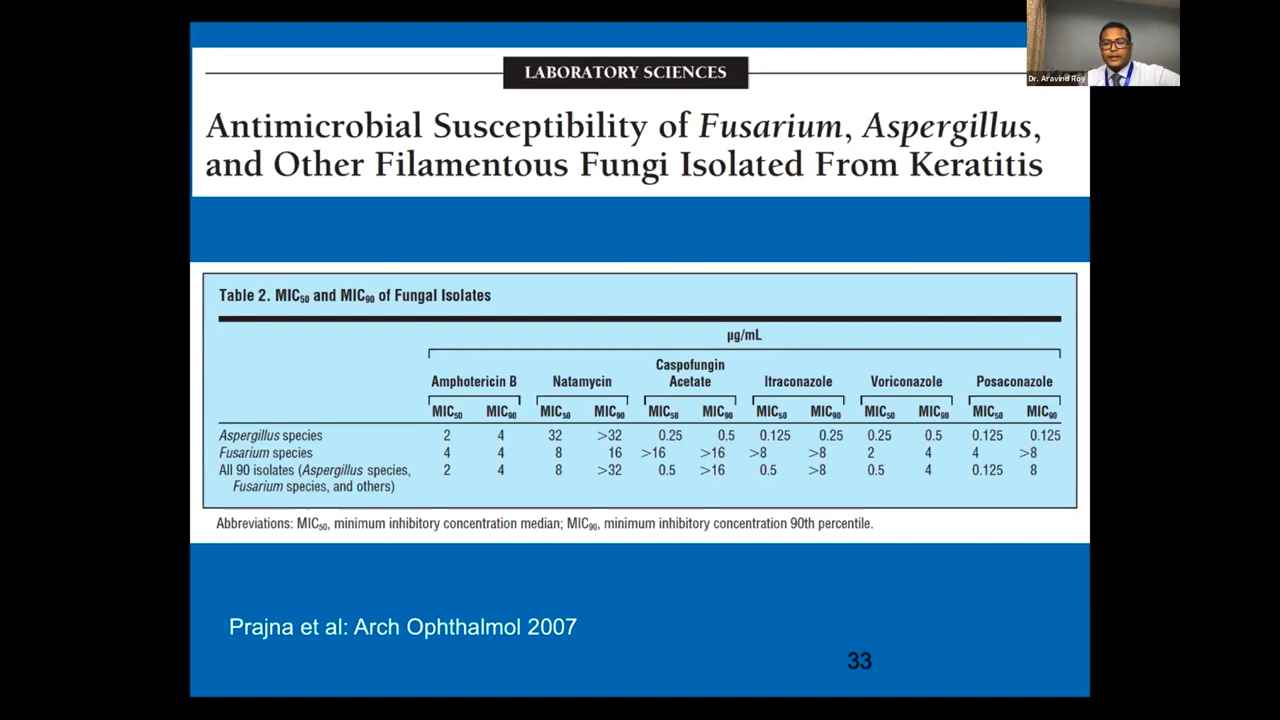 Dr. Aravind Roy
LABORATORY SCIENCES
Antimicrobial Susceptibility of Fusarium, Aspergillus,
and Other Filamentous Fungi Isolated From Keratitis
Table 2. MIC50 and MIC90 of Fungal Isolates
µg/mL
Amphotericin B Natamycin Caspofungin Acetate Itraconazole Voriconazole Posaconazole
MIC50 MIC90 MIC50 MIC90 MIC50 MIC90 MIC50 MIC90 MIC50 MIC90 MIC50 MIC90
Aspergillus species 2 4 32 >32 0.25 0.5 0.125 0.25 0.25 0.5 0.125 0.125
Fusarium species 4 4 8 16 >16 >16 >8 >8 2 4 4 >8
All 90 isolates (Aspergillus species, 2 4 8 >32 0.5 >16 0.5 >8 0.5 4 0.125 8
Fusarium species, and others)
Abbreviations: MIC50, minimum inhibitory concentration median; MIC90, minimum inhibitory concentration 90th percentile.
Prajna et al: Arch Ophthalmol 2007
33